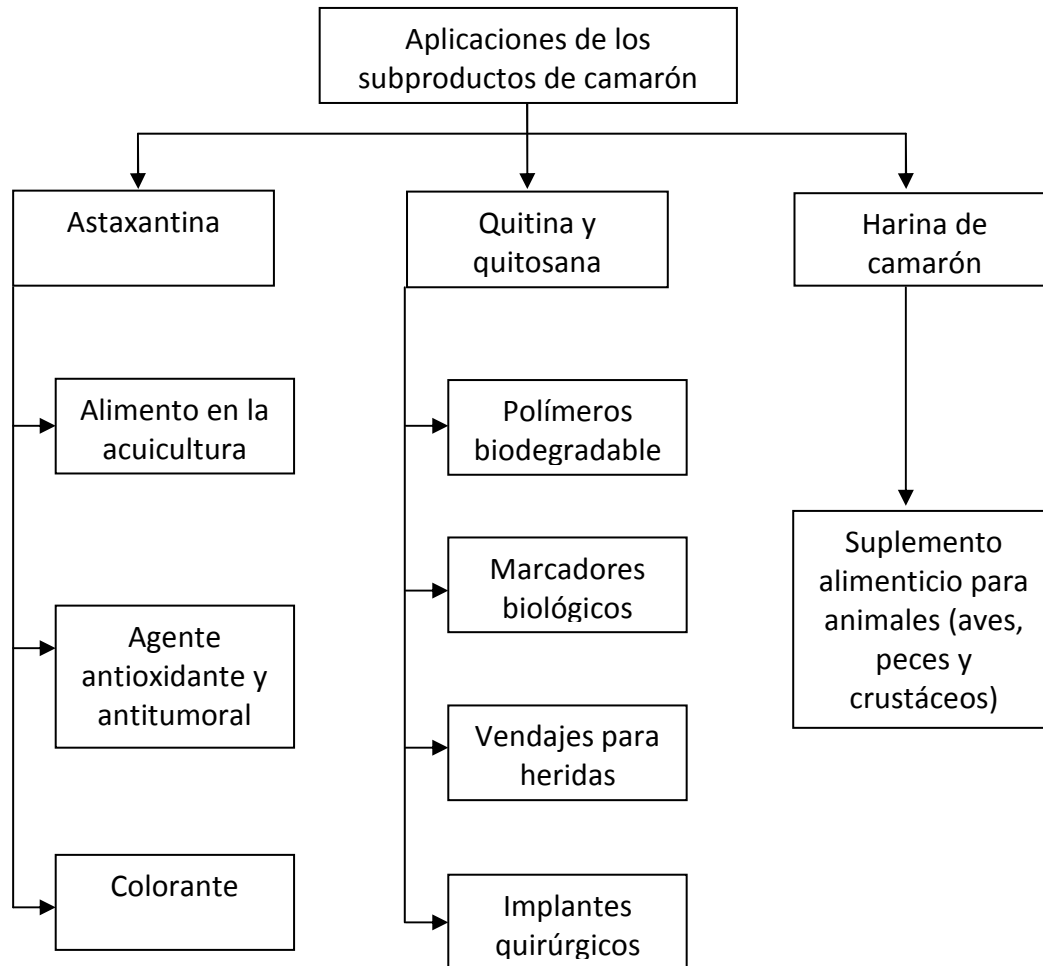 Aplicaciones de los
subproductos de camarón
Astaxantina
Quitina y
quitosana
Harina de
camarón
Alimento en la
acuicultura
Polímeros
biodegradable
Suplemento
alimenticio para
animales (aves,
peces y
crustáceos)
Marcadores
biológicos
Agente
antioxidante y
antitumoral
Vendajes para
heridas
Colorante
Implantes
quirúrgicos